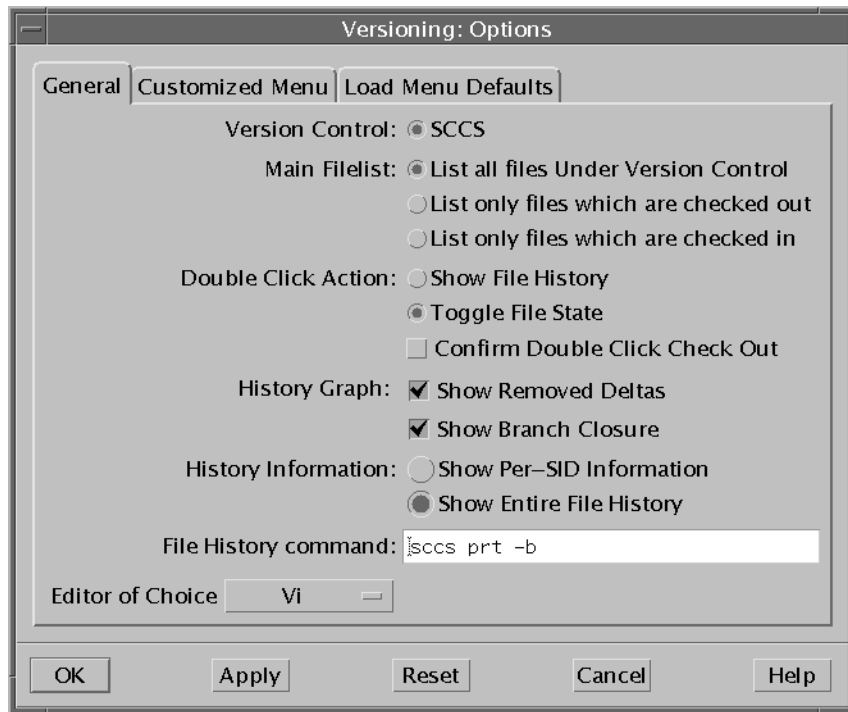 Versioning: Options
General Customized Menu Load Menu Defaults
Version Control: SCCS
Main Filelist: List all files Under Version Control
List only files which are checked out
List only files which are checked in
Double Click Action: Show File History
Toggle File State
Confirm Double Click Check Out
History Graph: Show Removed Deltas
Show Branch Closure
History Information: Show Per-SID Information
Show Entire File History
File History command: sccs prt -b
Editor of Choice Vi
OK Apply Reset Cancel Help